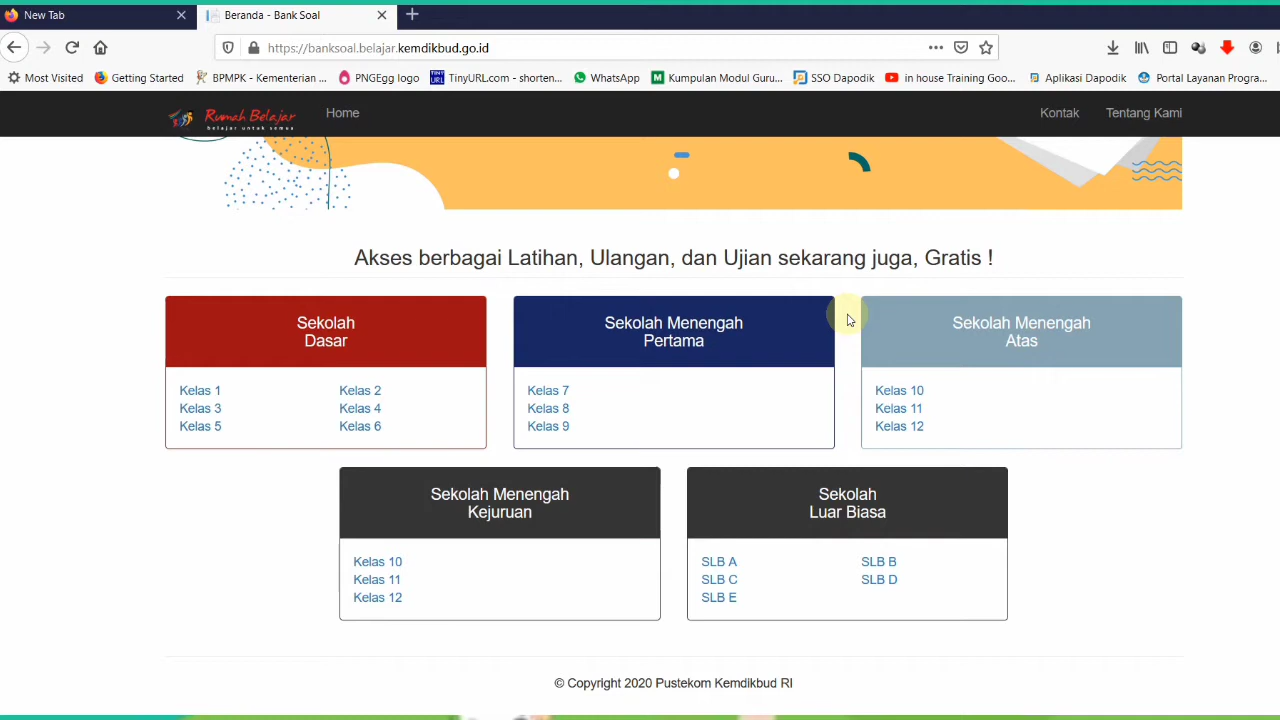 New Tab
Beranda - Bank Soal
https://banksoal.belajar.kemdikbud.go.id
Most Visited
Getting Started
BPMPK - Kementerian ...
PNGEgg logo
TinyURL.com - shorten...
WhatsApp
Kumpulan Modul Guru...
SSO Dapodik
in house Training Goo...
Aplikasi Dapodik
Portal Layanan Progra...
Rumah Belajar
belajar untuk semua
Home
Kontak
Tentang Kami
Akses berbagai Latihan, Ulangan, dan Ujian sekarang juga, Gratis !
Sekolah
Dasar
Kelas 1
Kelas 2
Kelas 3
Kelas 4
Kelas 5
Kelas 6
Sekolah Menengah
Pertama
Kelas 7
Kelas 8
Kelas 9
Sekolah Menengah
Atas
Kelas 10
Kelas 11
Kelas 12
Sekolah Menengah
Kejuruan
Kelas 10
Kelas 11
Kelas 12
Sekolah
Luar Biasa
SLB A
SLB B
SLB C
SLB D
SLB E
© Copyright 2020 Pustekom Kemdikbud RI